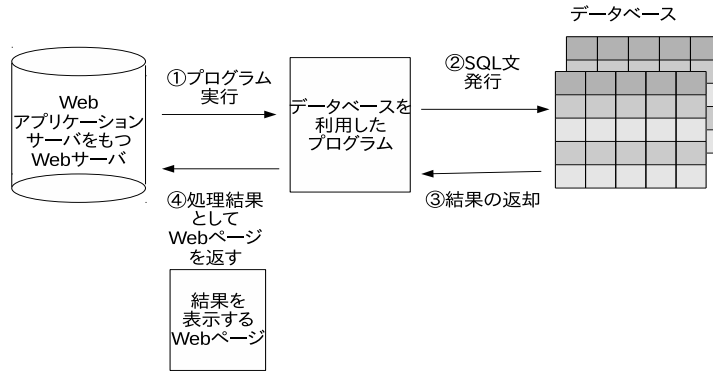 データベース
Web
アプリケーション
サーバをもつ
Webサーバ
①プログラム
実行
データベースを
利用した
プログラム
②SQL文
発行
③結果の返却
④処理結果
として
Webページ
を返す
結果を
表示する
Webページ